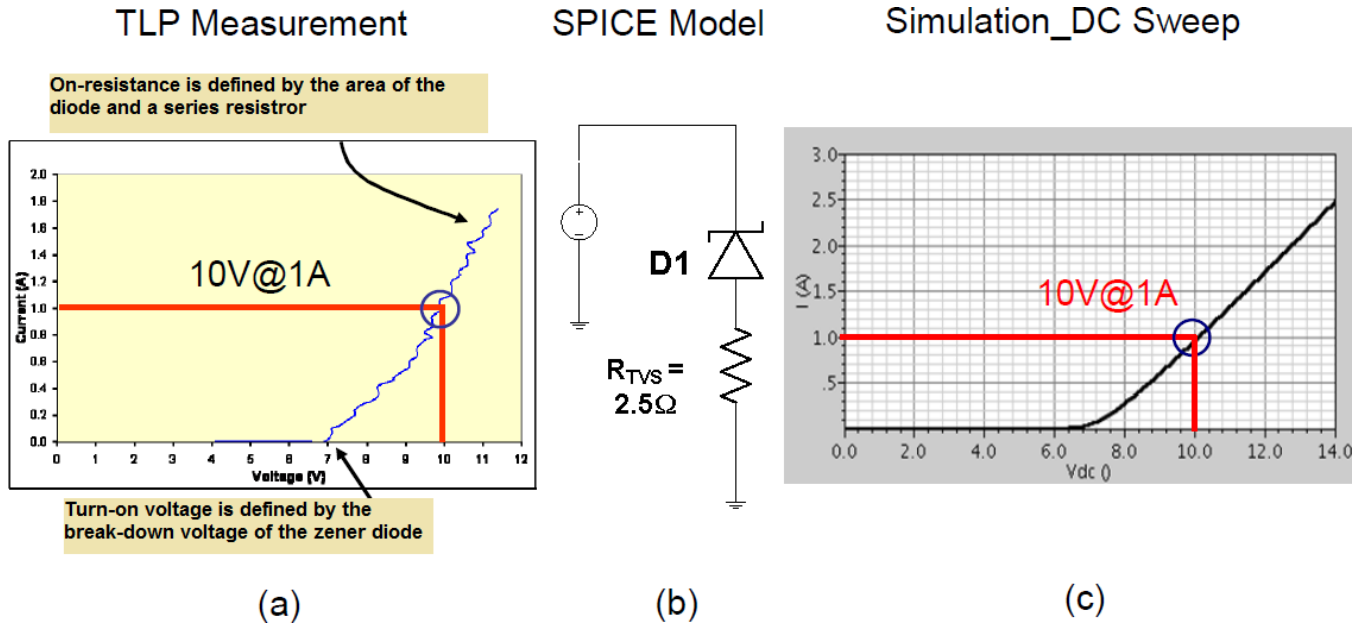 TLP Measurement
SPICE Model
Simulation_DC Sweep
On-resistance is defined by the area of the
diode and a series resistror
2.0
1.8
1.6
1.4
1.2
1.0
0.8
0.6
0.4
0.2
0.0
Current (A)
10V@1A
0 1 2 3 4 5 6 7 8 9 10 11 12
Voltage (V)
Turn-on voltage is defined by the
break-down voltage of the zener diode
(a)
+
−
D1
RTVS =
2.5Ω
(b)
3.0
2.5
2.0
1.5
1.0
.5
I (A)
10V@1A
0.0 2.0 4.0 6.0 8.0 10.0 12.0 14.0
Vdc ()
(c)